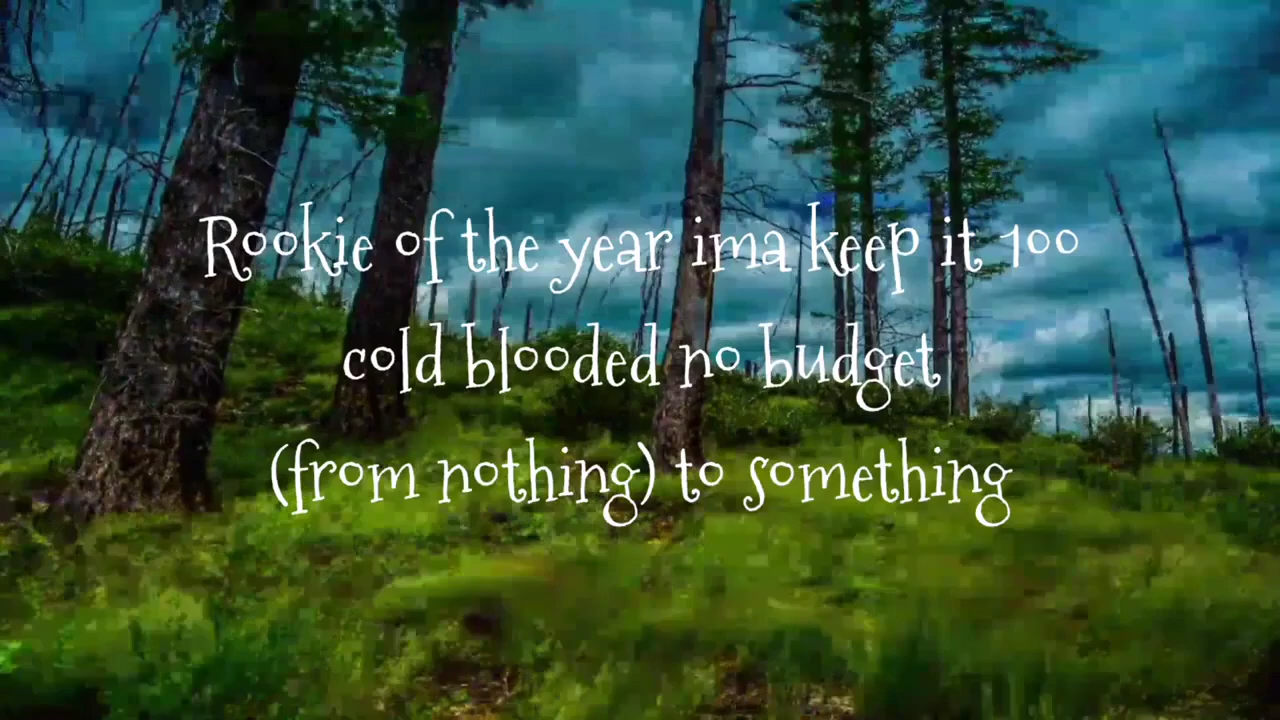 Rookie of the year ima keep it 100
cold blooded no budget
(from nothing) to something